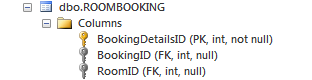 dbo.ROOMBOOKING
Columns
BookingDetailsID (PK, int, not null)
BookingID (FK, int, null)
RoomID (FK, int, null)